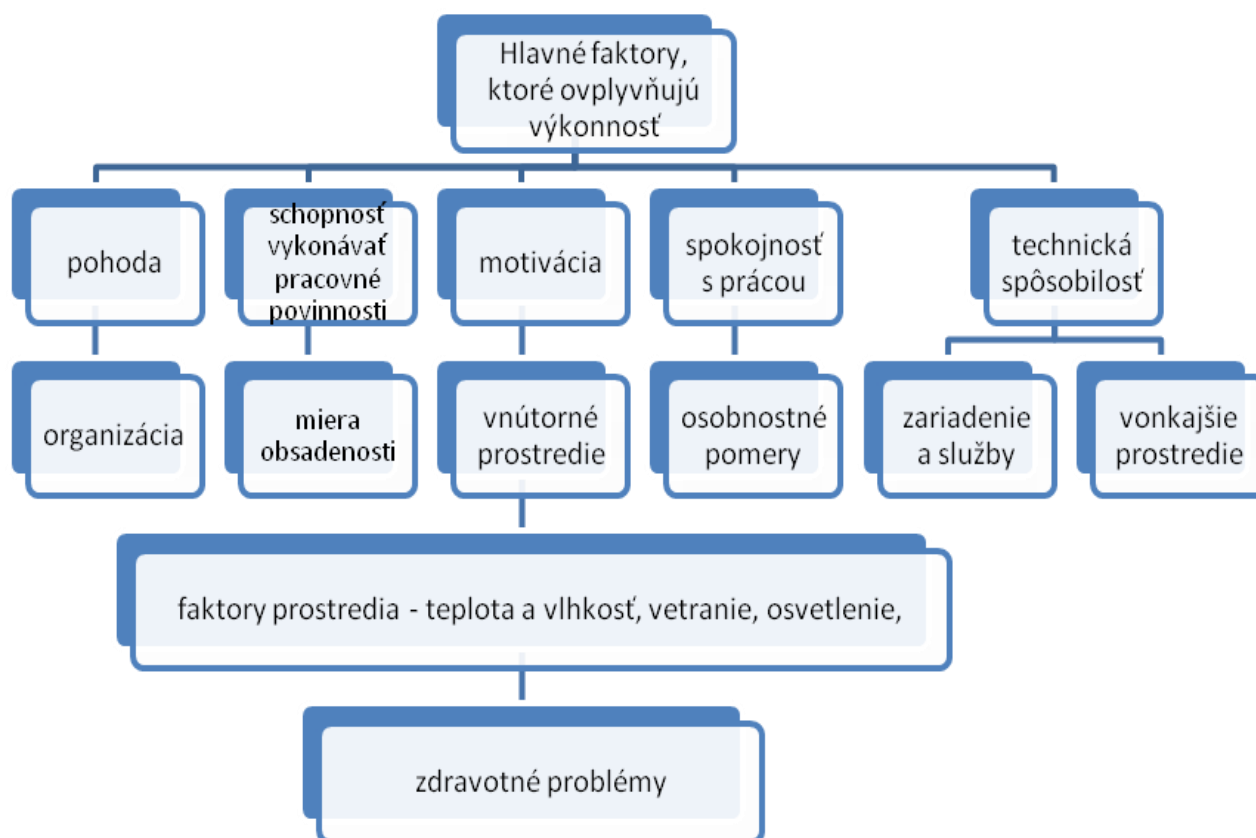 Hlavné faktory,
ktoré ovplyvňujú
výkonnosť
pohoda
schopnosť
vykonávať
pracovné
povinnosti
motivácia
spokojnosť
s prácou
technická
spôsobilosť
organizácia
miera
obsadenosti
vnútorné
prostredie
osobnostné
pomery
zariadenie
a služby
vonkajšie
prostredie
faktory prostredia - teplota a vlhkosť, vetranie, osvetlenie,
zdravotné problémy